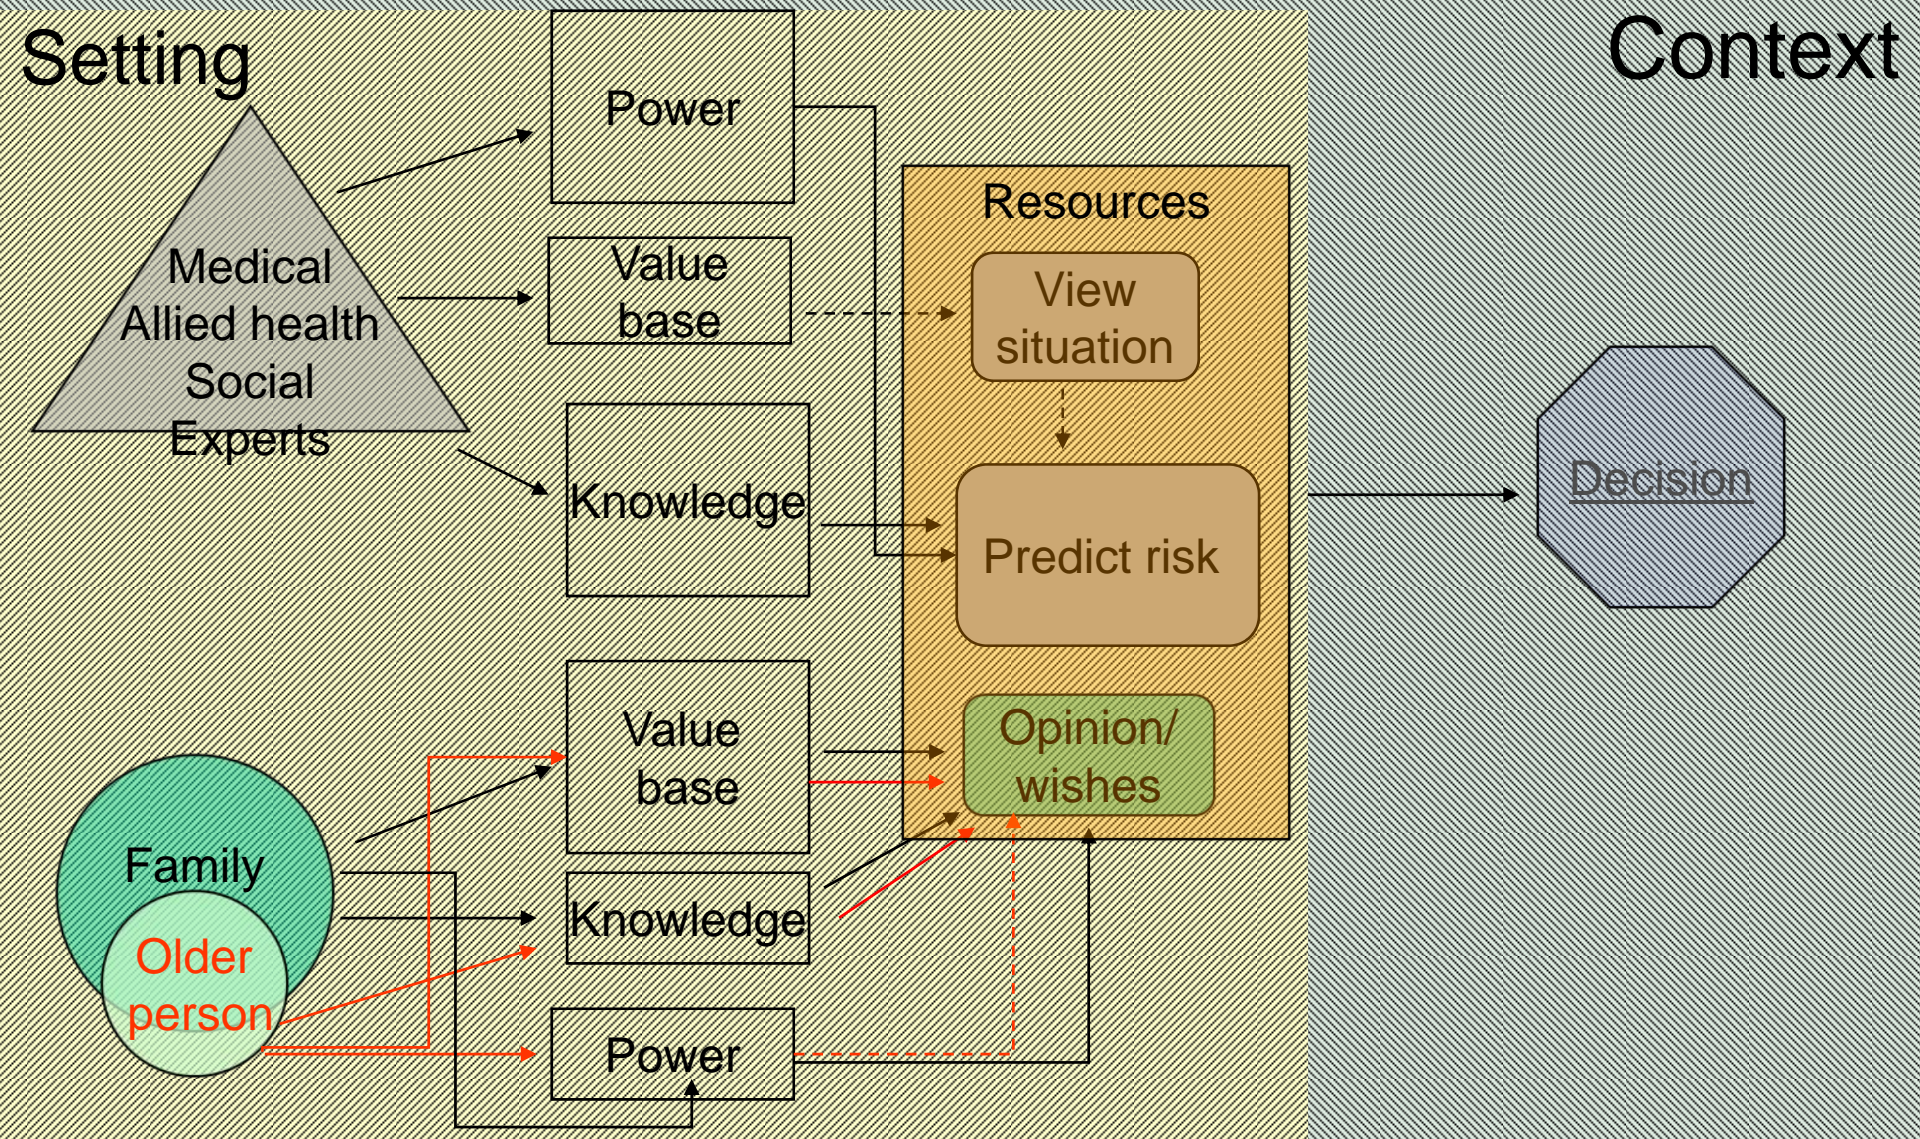 Setting
Context
Power
Resources
Medical
Allied health
Social
Experts
Value
base
View
situation
Knowledge
Predict risk
Decision
Value
base
Opinion/
wishes
Family
Older
person
Knowledge
Power